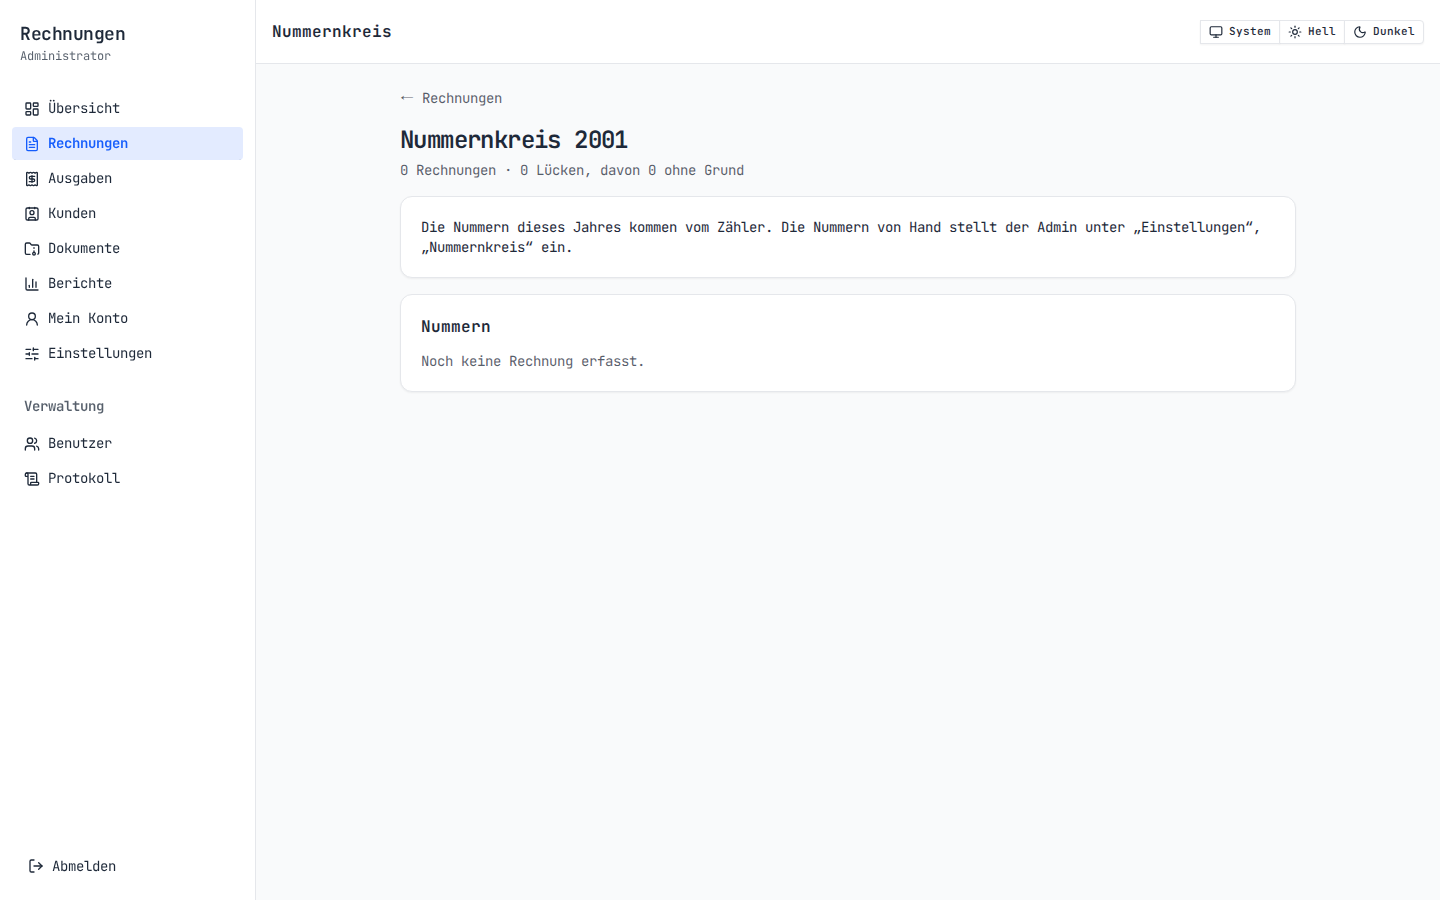 Rechnungen
Administrator
Übersicht
Rechnungen
Ausgaben
Kunden
Dokumente
Berichte
Mein Konto
Einstellungen
Verwaltung
Benutzer
Protokoll
Abmelden
Nummernkreis
System
Hell
Dunkel
← Rechnungen
Nummernkreis 2001
0 Rechnungen · 0 Lücken, davon 0 ohne Grund
Die Nummern dieses Jahres kommen vom Zähler. Die Nummern von Hand stellt der Admin unter „Einstellungen“,
„Nummernkreis“ ein.
Nummern
Noch keine Rechnung erfasst.